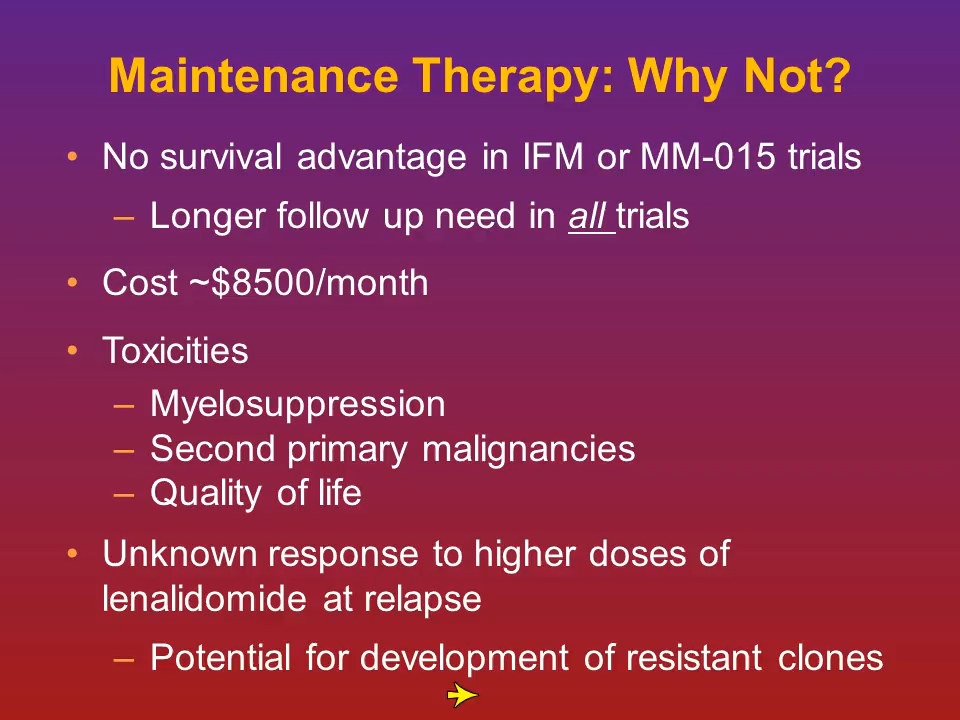 Maintenance Therapy: Why Not?
• No survival advantage in IFM or MM-015 trials
– Longer follow up need in all trials
• Cost ~$8500/month
• Toxicities
– Myelosuppression
– Second primary malignancies
– Quality of life
• Unknown response to higher doses of
lenalidomide at relapse
– Potential for development of resistant clones